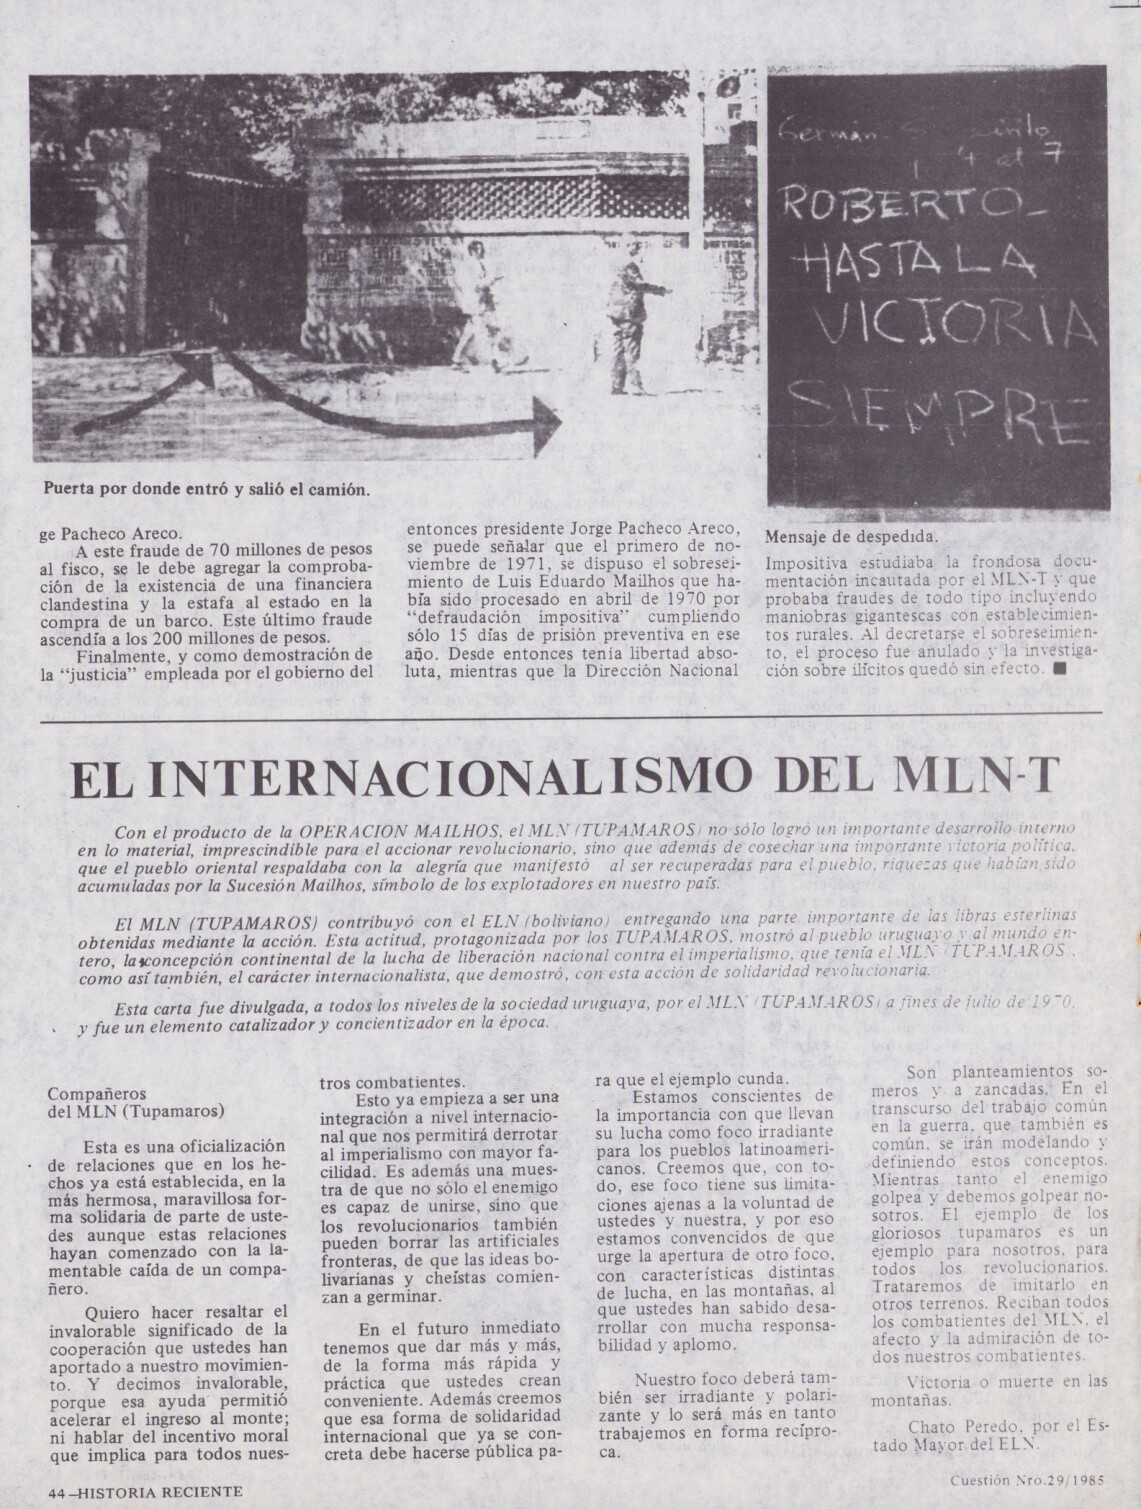 Germán
4 al 7
ROBERTO-
HASTA LA
VICTORIA
SIEMPRE
Puerta por donde entró y salió el camión.
Mensaje de despedida.
ge Pacheco Areco.
A este fraude de 70 millones de pesos
al fisco, se le debe agregar la comproba-
ción de la existencia de una financiera
clandestina y la estafa al estado en la
compra de un barco. Este último fraude
ascendía a los 200 millones de pesos.
Finalmente, y como demostración de
la “justicia” empleada por el gobierno del
entonces presidente Jorge Pacheco Areco,
se puede señalar que el primero de no-
viembre de 1971, se dispuso el sobresei-
miento de Luis Eduardo Mailhos que ha-
bía sido procesado en abril de 1970 por
“defraudación impositiva” cumpliendo
sólo 15 días de prisión preventiva en ese
año. Desde entonces tenía libertad abso-
luta, mientras que la Dirección Nacional
Impositiva estudiaba la frondosa docu-
mentación incautada por el MLN-T y que
probaba fraudes de todo tipo incluyendo
maniobras gigantescas con establecimien-
tos rurales. Al decretarse el sobreseimien-
to, el proceso fue anulado y la investiga-
ción sobre ilícitos quedó sin efecto. ■
EL INTERNACIONALISMO DEL MLN-T
Con el producto de la OPERACION MAILHOS, el MLN (TUPAMAROS) no sólo logró un importante desarrollo interno
en lo material, imprescindible para el accionar revolucionario, sino que además de cosechar una importante victoria política,
que el pueblo oriental respaldaba con la alegría que manifestó al ser recuperadas para el pueblo, riquezas que habían sido
acumuladas por la Sucesión Mailhos, símbolo de los explotadores en nuestro país.
El MLN (TUPAMAROS) contribuyó con el ELN (boliviano) entregando una parte importante de las libras esterlinas
obtenidas mediante la acción. Esta actitud, protagonizada por los TUPAMAROS, mostró al pueblo uruguayo y al mundo en-
tero, la concepción continental de la lucha de liberación nacional contra el imperialismo, que tenía el MLN (TUPAMAROS),
como así también, el carácter internacionalista, que demostró, con esta acción de solidaridad revolucionaria.
Esta carta fue divulgada, a todos los niveles de la sociedad uruguaya, por el MLN (TUPAMAROS) a fines de julio de 1970,
y fue un elemento catalizador y concientizador en la época.
Compañeros
del MLN (Tupamaros)
Esta es una oficialización
de relaciones que en los he-
chos ya está establecida, en la
más hermosa, maravillosa for-
ma solidaria de parte de uste-
des aunque estas relaciones
hayan comenzado con la la-
mentable caída de un compa-
ñero.
Quiero hacer resaltar el
invalorable significado de la
cooperación que ustedes han
aportado a nuestro movimien-
to. Y decimos invalorable,
porque esa ayuda permitió
acelerar el ingreso al monte;
ni hablar del incentivo moral
que implica para todos nues-
tros combatientes.
Esto ya empieza a ser una
integración a nivel internacio-
nal que nos permitirá derrotar
al imperialismo con mayor fa-
cilidad. Es además una mues-
tra de que no sólo el enemigo
es capaz de unirse, sino que
los revolucionarios también
pueden borrar las artificiales
fronteras, de que las ideas bo-
livarianas y cheístas comien-
zan a germinar.
En el futuro inmediato
tenemos que dar más y más,
de la forma más rápida y
práctica que ustedes crean
conveniente. Además creemos
que esa forma de solidaridad
internacional que ya se con-
creta debe hacerse pública pa-
ra que el ejemplo cunda.
Estamos conscientes de
la importancia con que llevan
su lucha como foco irradiante
para los pueblos latinoameri-
canos. Creemos que, con to-
do, ese foco tiene sus limita-
ciones ajenas a la voluntad de
ustedes y nuestra, y por eso
estamos convencidos de que
urge la apertura de otro foco,
con características distintas
de lucha, en las montañas, al
que ustedes han sabido desa-
rrollar con mucha responsa-
bilidad y aplomo.
Nuestro foco deberá tam-
bién ser irradiante y polari-
zante y lo será más en tanto
trabajemos en forma recípro-
ca.
Son planteamientos so-
meros y a zancadas. En el
transcurso del trabajo común
en la guerra, que también es
común, se irán modelando y
definiendo estos conceptos.
Mientras tanto el enemigo
golpea y debemos golpear no-
sotros. El ejemplo de los
gloriosos tupamaros es un
ejemplo para nosotros, para
todos los revolucionarios.
Trataremos de imitarlo en
otros terrenos. Reciban todos
los combatientes del MLN, el
afecto y la admiración de to-
dos nuestros combatientes.
Victoria o muerte en las
montañas.
Chato Peredo, por el Es-
tado Mayor del ELN.
44 —HISTORIA RECIENTE
Cuestión Nro.29/1985